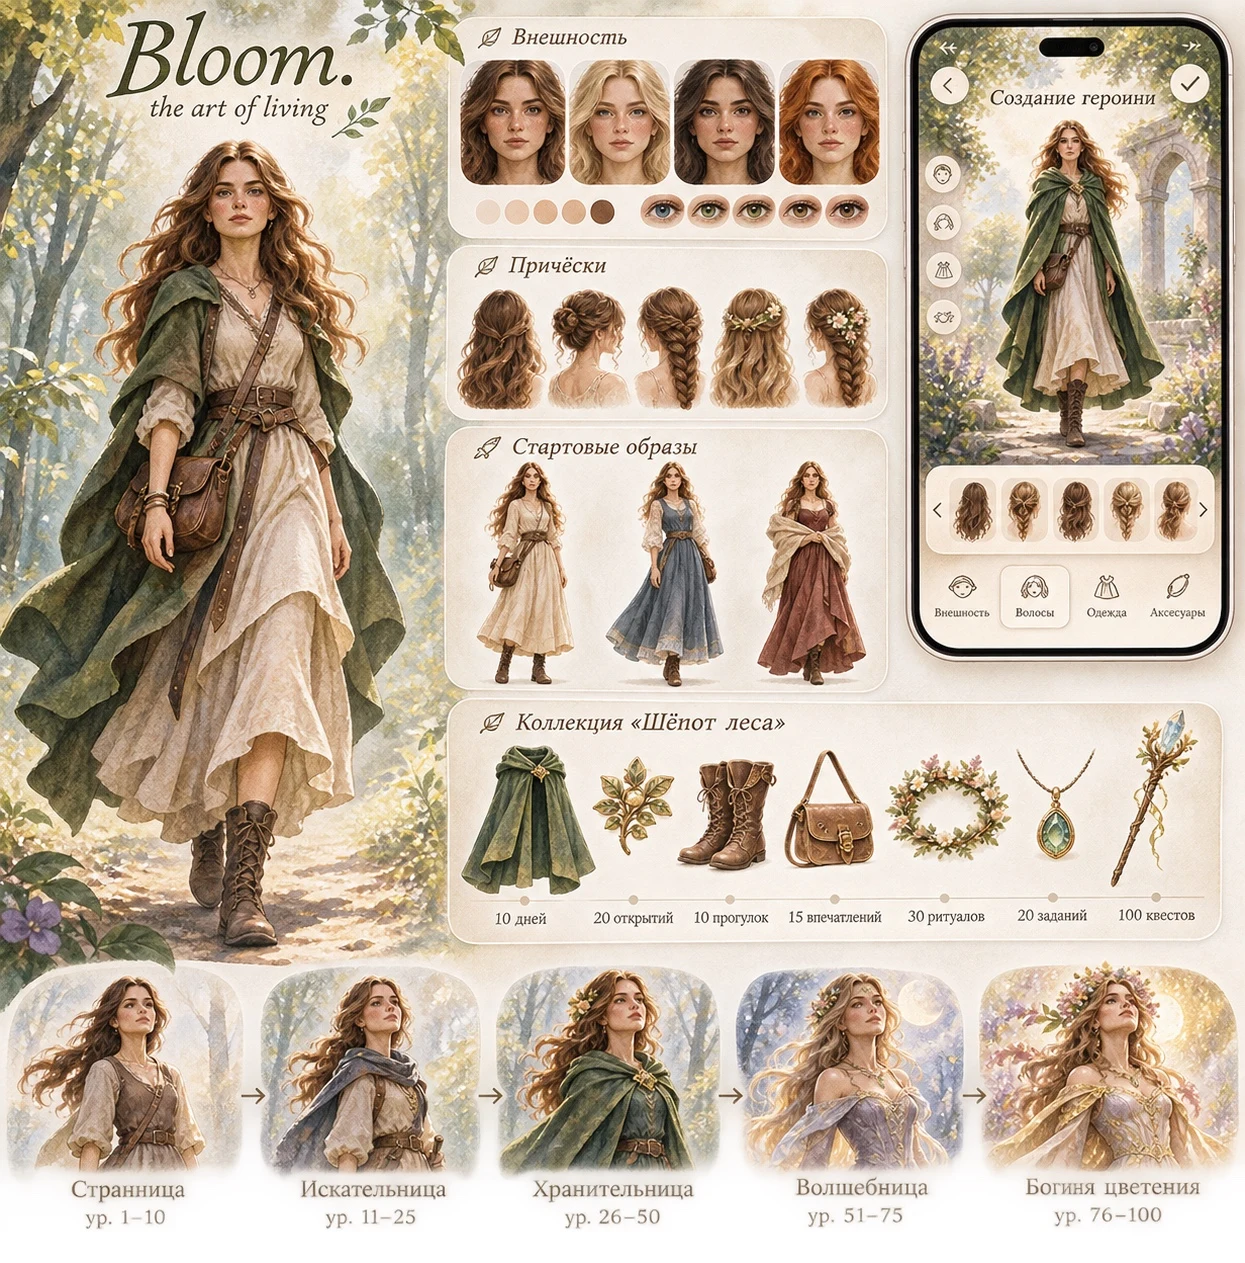 Bloom.
the art of living
Внешность
Причёски
Стартовые образы
Создание героини
Внешность
Волосы
Одежда
Аксесуары
Коллекция «Шёпот леса»
10 дней
20 открытий
10 прогулок
15 впечатлений
30 ритуалов
20 заданий
100 квестов
Странница
ур. 1–10
Искательница
ур. 11–25
Хранительница
ур. 26–50
Волшебница
ур. 51–75
Богиня цветения
ур. 76–100